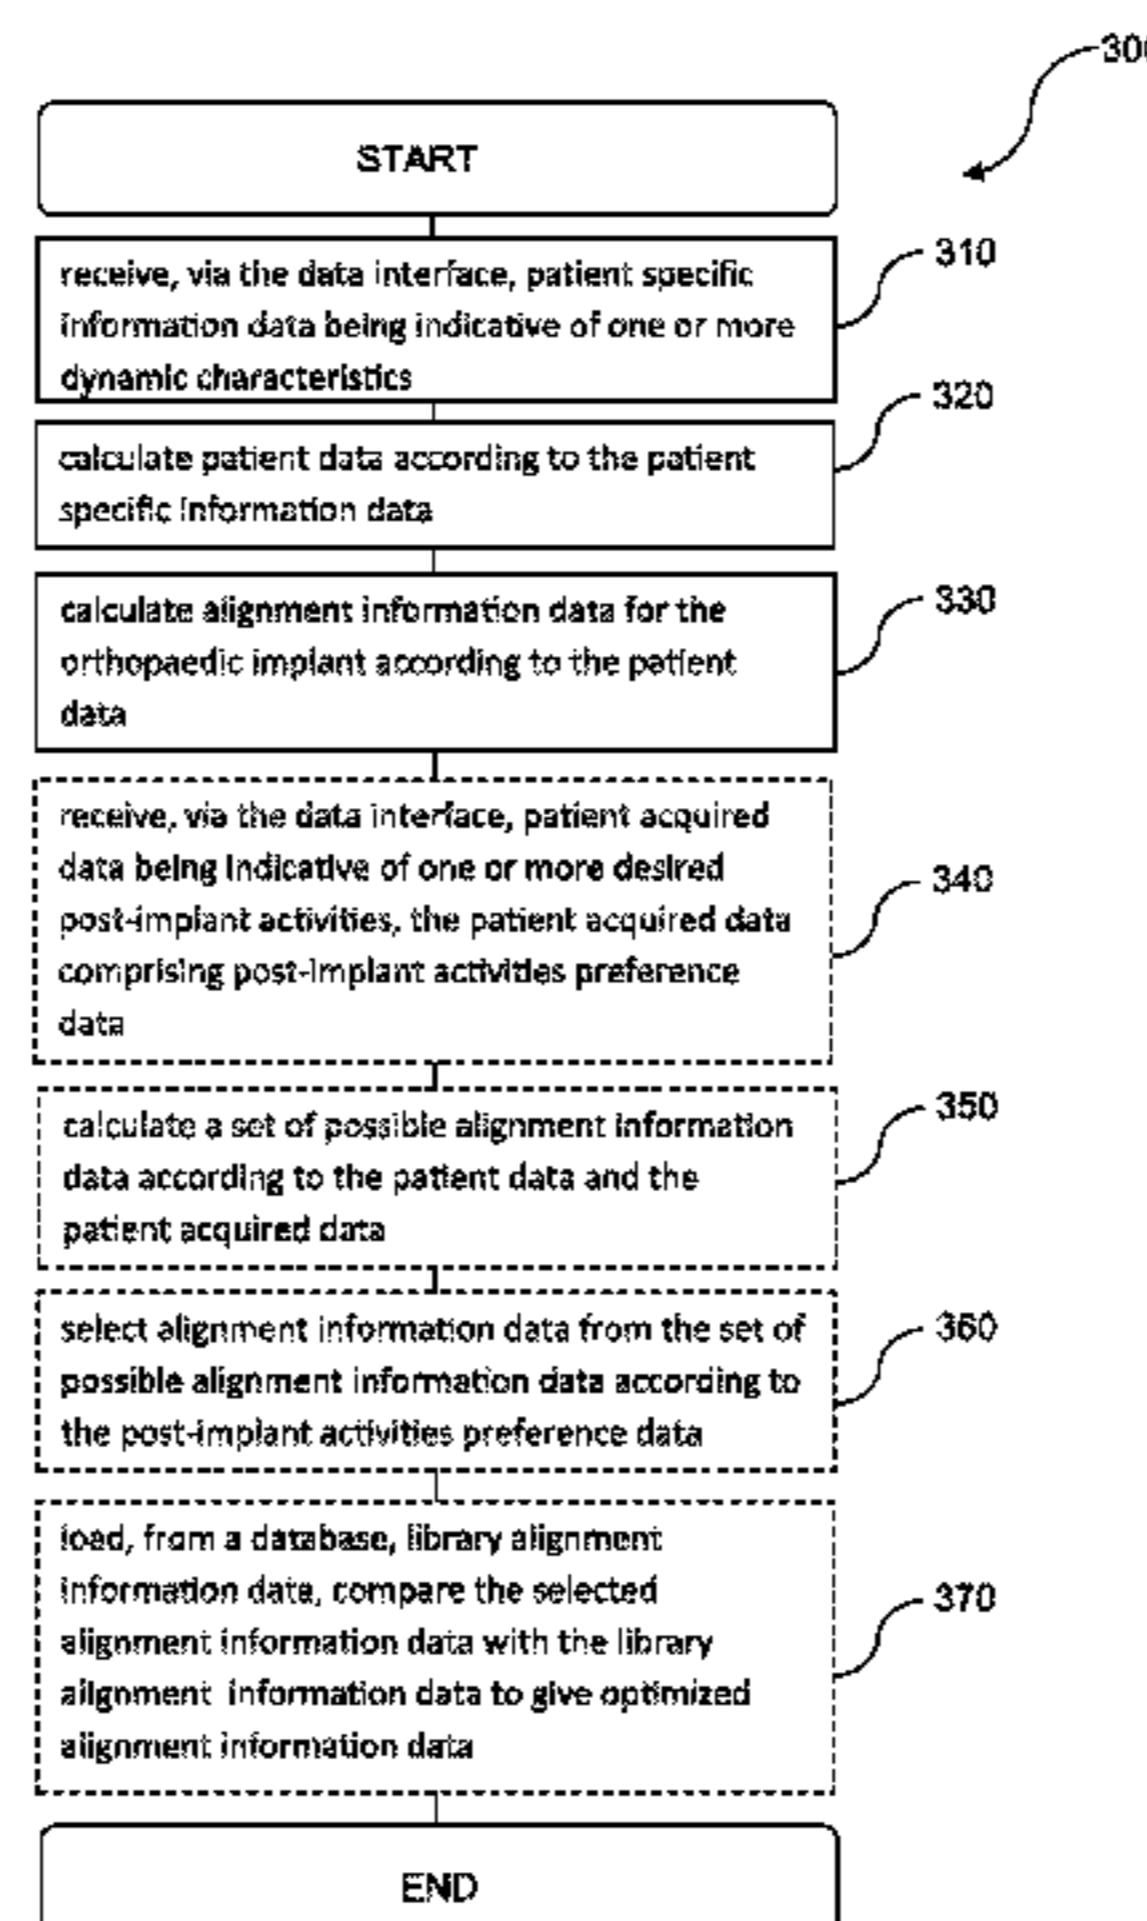 300
START
310
receive, via the data interface, patient specific
information data being indicative of one or more
dynamic characteristics
320
calculate patient data according to the patient
specific information data
330
calculate alignment information data for the
orthopaedic implant according to the patient
data
340
receive, via the data interface, patient acquired
data being indicative of one or more desired
post-implant activities, the patient acquired data
comprising post-implant activities preference
data
350
calculate a set of possible alignment information
data according to the patient data and the
patient acquired data
360
select alignment information data from the set of
possible alignment information data according to
the post-implant activities preference data
370
load, from a database, library alignment
information data, compare the selected
alignment information data with the library
alignment information data to give optimized
alignment information data
END